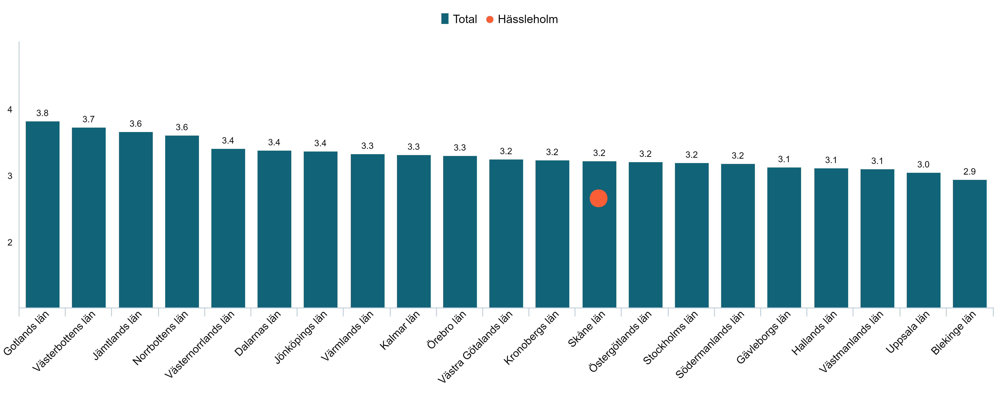 Total Hässleholm
4
3
2
3.8 3.7 3.6 3.6 3.4 3.4 3.4 3.3 3.3 3.3 3.2 3.2 3.2 3.2 3.2 3.2 3.1 3.1 3.1 3.0 2.9
Gotlands län
Västerbottens län
Jämtlands län
Norrbottens län
Västernorrlands län
Dalarnas län
Jönköpings län
Värmlands län
Kalmar län
Örebro län
Västra Götalands län
Kronobergs län
Skåne län
Östergötlands län
Stockholms län
Södermanlands län
Gävleborgs län
Hallands län
Västmanlands län
Uppsala län
Blekinge län